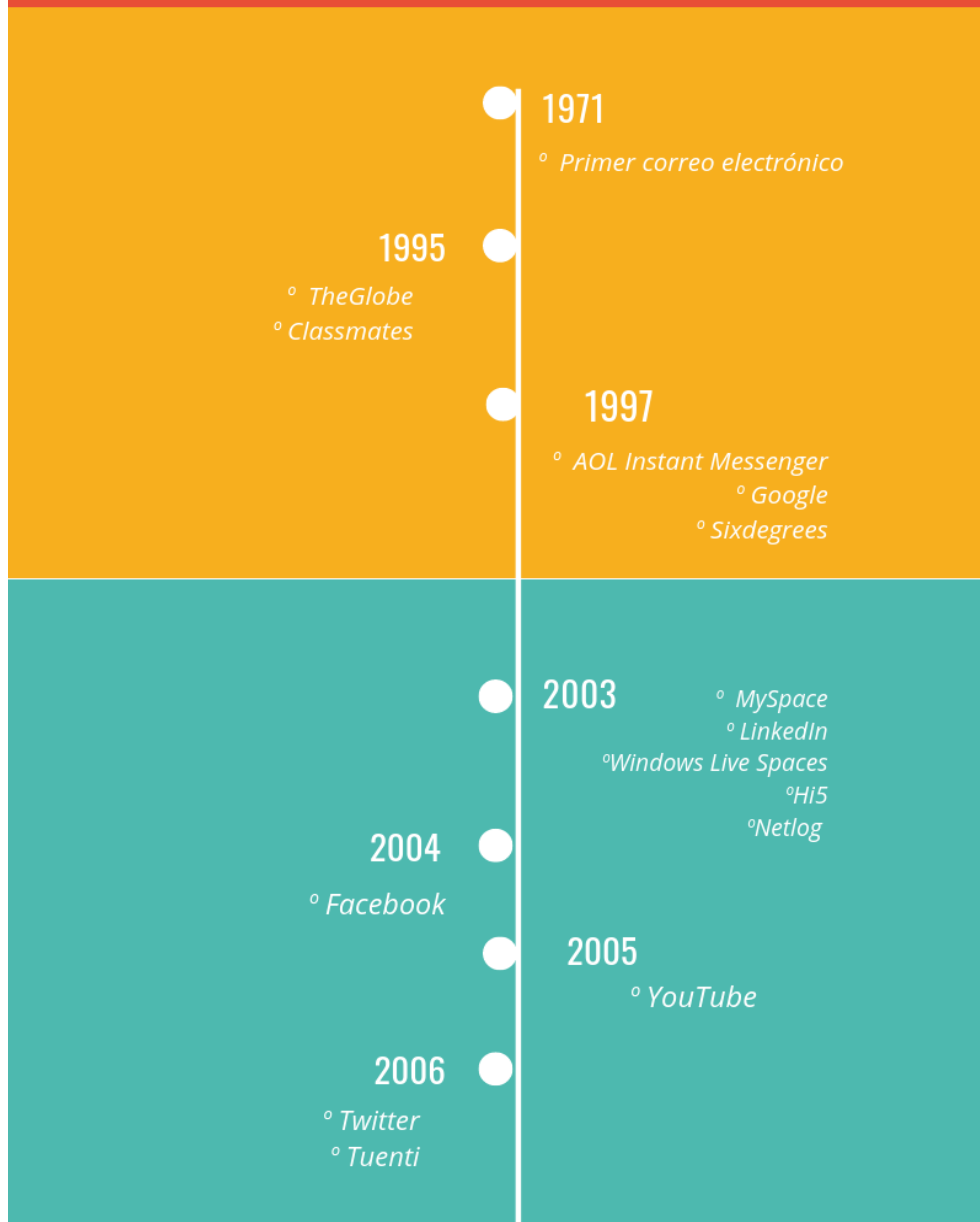 1971
º Primer correo electrónico
1995
º TheGlobe
º Classmates
1997
º AOL Instant Messenger
º Google
º Sixdegrees
2003
º MySpace
º LinkedIn
ºWindows Live Spaces
ºHi5
ºNetlog
2004
º Facebook
2005
º YouTube
2006
º Twitter
º Tuenti